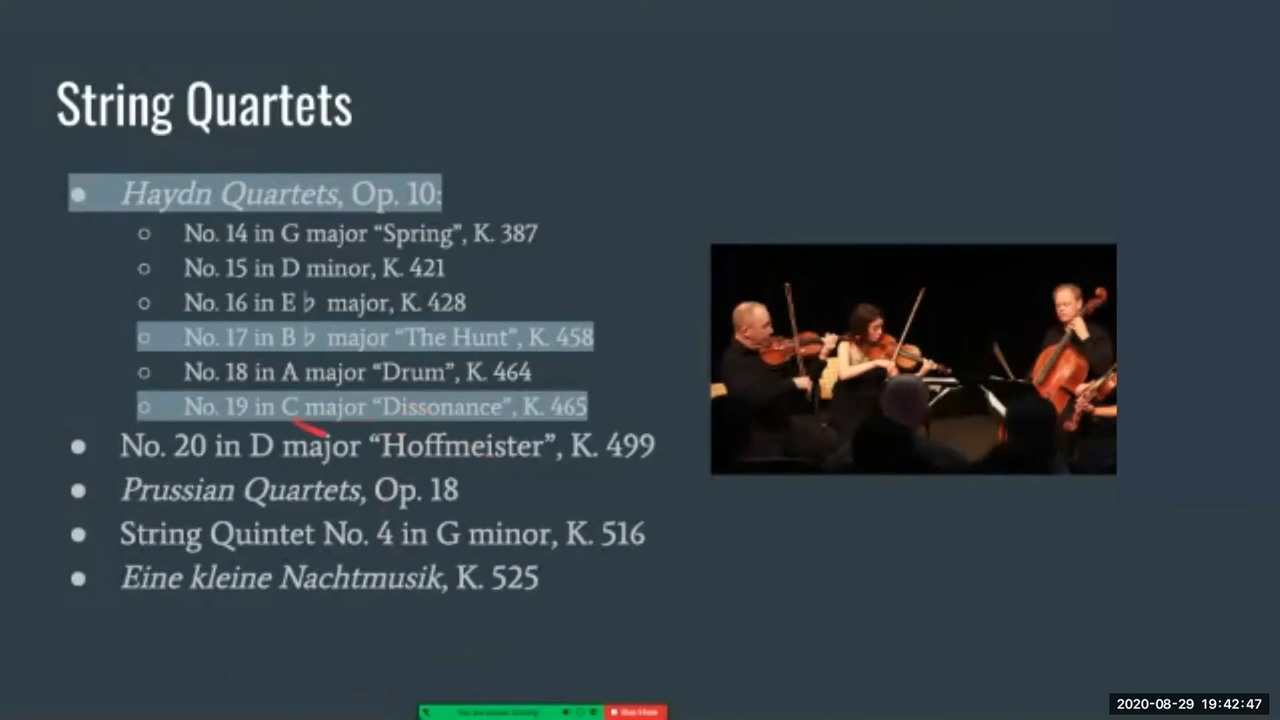 String Quartets
● Haydn Quartets, Op. 10:
○ No. 14 in G major “Spring”, K. 387
○ No. 15 in D minor, K. 421
○ No. 16 in E♭ major, K. 428
○ No. 17 in B♭ major “The Hunt”, K. 458
○ No. 18 in A major “Drum”, K. 464
○ No. 19 in C major “Dissonance”, K. 465
● No. 20 in D major “Hoffmeister”, K. 499
● Prussian Quartets, Op. 18
● String Quintet No. 4 in G minor, K. 516
● Eine kleine Nachtmusik, K. 525
2020-08-29 19:42:47